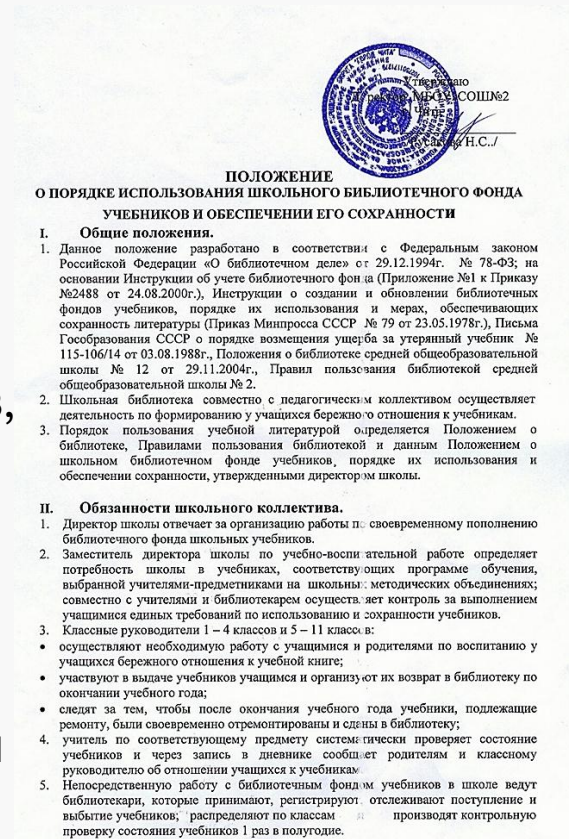 Утверждаю
Директор МБОУ СОШ№2
Н.С../
ПОЛОЖЕНИЕ
О ПОРЯДКЕ ИСПОЛЬЗОВАНИЯ ШКОЛЬНОГО БИБЛИОТЕЧНОГО ФОНДА
УЧЕБНИКОВ И ОБЕСПЕЧЕНИИ ЕГО СОХРАННОСТИ
I. Общие положения.
1. Данное положение разработано в соответствии с Федеральным законом
Российской Федерации «О библиотечном деле» от 29.12.1994г. № 78-ФЗ; на
основании Инструкции об учете библиотечного фонда (Приложение №1 к Приказу
№2488 от 24.08.2000г.), Инструкции о создании и обновлении библиотечных
фондов учебников, порядке их использования и мерах, обеспечивающих
сохранность литературы (Приказ Минпросса СССР № 79 от 23.05.1978г.), Письма
Гособразования СССР о порядке возмещения ущерба за утерянный учебник №
115-106/14 от 03.08.1988г., Положения о библиотеке средней общеобразовательной
школы № 12 от 29.11.2004г., Правил пользования библиотекой средней
общеобразовательной школы № 2.
2. Школьная библиотека совместно с педагогическим коллективом осуществляет
деятельность по формированию у учащихся бережного отношения к учебникам.
3. Порядок пользования учебной литературой определяется Положением о
библиотеке, Правилами пользования библиотекой и данным Положением о
школьном библиотечном фонде учебников, порядке их использования и
обеспечении сохранности, утвержденными директором школы.
II. Обязанности школьного коллектива.
1. Директор школы отвечает за организацию работы по своевременному пополнению
библиотечного фонда школьных учебников.
2. Заместитель директора школы по учебно-воспитательной работе определяет
потребность школы в учебниках, соответствующих программе обучения,
выбранной учителями-предметниками на школьных методических объединениях;
совместно с учителями и библиотекарем осуществляет контроль за выполнением
учащимися единых требований по использованию и сохранности учебников.
3. Классные руководители 1 – 4 классов и 5 – 11 классов:
• осуществляют необходимую работу с учащимися и родителями по воспитанию у
учащихся бережного отношения к учебной книге;
• участвуют в выдаче учебников учащимся и организуют их возврат в библиотеку по
окончании учебного года;
• следят за тем, чтобы после окончания учебного года учебники, подлежащие
ремонту, были своевременно отремонтированы и сданы в библиотеку;
4. учитель по соответствующему предмету систематически проверяет состояние
учебников и через запись в дневнике сообщает родителям и классному
руководителю об отношении учащихся к учебникам
5. Непосредственную работу с библиотечным фондом учебников в школе ведут
библиотекари, которые принимают, регистрируют, отслеживают поступление и
выбытие учебников; распределяют по классам производят контрольную
проверку состояния учебников 1 раз в полугодие.